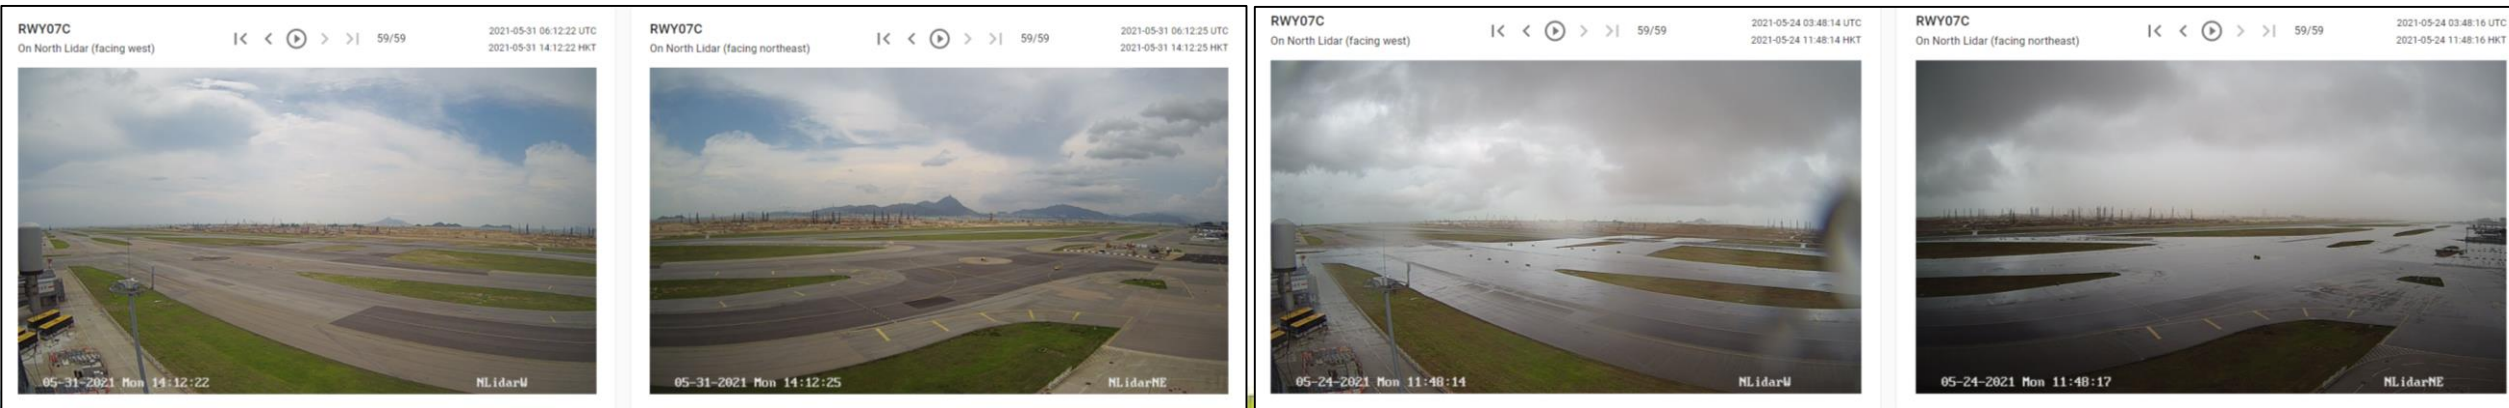 RWY07C
On North Lidar (facing west)
59/59
2021-05-31 06:12:22 UTC
2021-05-31 14:12:22 HKT
05-31-2021 Mon 14:12:22
NLidarW
RWY07C
On North Lidar (facing northeast)
59/59
2021-05-31 06:12:25 UTC
2021-05-31 14:12:25 HKT
05-31-2021 Mon 14:12:25
NLidarNE
RWY07C
On North Lidar (facing west)
59/59
2021-05-24 03:48:14 UTC
2021-05-24 11:48:14 HKT
05-24-2021 Mon 11:48:14
NLidarW
RWY07C
On North Lidar (facing northeast)
59/59
2021-05-24 03:48:16 UTC
2021-05-24 11:48:16 HKT
05-24-2021 Mon 11:48:17
NLidarNE